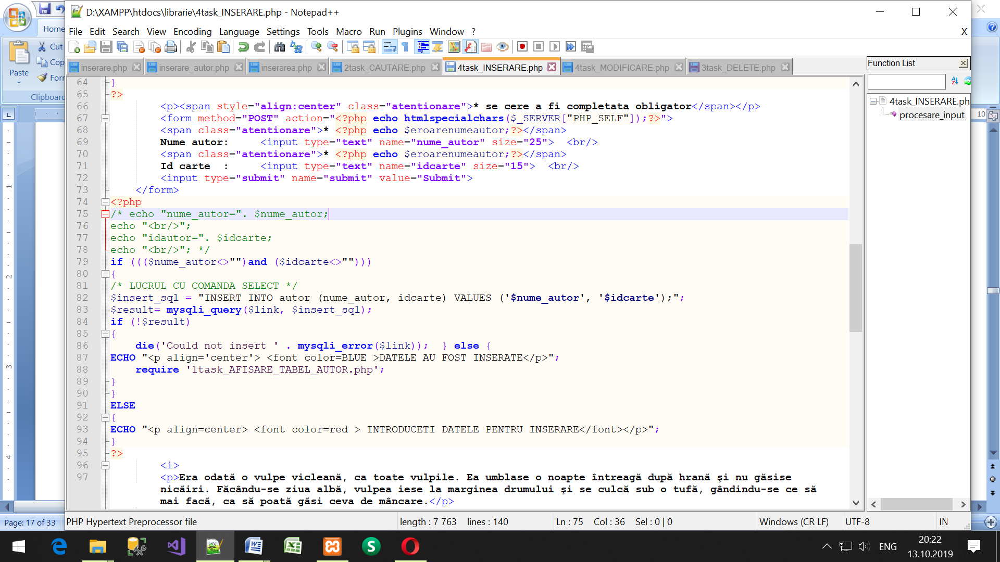 D:\XAMPP\htdocs\librarie\4task_INSERARE.php - Notepad++
Home
File Edit Search View Encoding Language Settings Tools Macro Run Plugins Window ?
X
Cut
Cop
Paste
Forr
Clipboard
inserare.php
inserare_autor.php
inserarea.php
2task_CAUTARE.php
4task_INSERARE.php
4task_MODIFICARE.php
3task_DELETE.php
Function List
4task_INSERARE.ph
procesare_input
10
64 }
65 ?>
66 <p><span style="align:center" class="atentionare">* se cere a fi completata obligator</span></p>
67 <form method="POST" action="<?php echo htmlspecialchars($_SERVER["PHP_SELF"]);?>">
68 <span class="atentionare">* <?php echo $eroarenumeautor;?></span>
69 Nume autor: <input type="text" name="nume_autor" size="25"> <br/>
70 <span class="atentionare">* <?php echo $eroarenumeautor;?></span>
71 Id carte : <input type="text" name="idcarte" size="15"> <br/>
72 <input type="submit" name="submit" value="Submit">
73 </form>
74 <?php
75 /* echo "nume_autor=". $nume_autor;
76 echo "<br/>";
77 echo "idautor=". $idcarte;
78 echo "<br/>"; */
79 if ((($nume_autor<>"")and ($idcarte<>"")))
80 {
81 /* LUCRUL CU COMANDA SELECT */
82 $insert_sql = "INSERT INTO autor (nume_autor, idcarte) VALUES ('$nume_autor', '$idcarte');";
83 $result= mysqli_query($link, $insert_sql);
84 if (!$result)
85 {
86 die('Could not insert ' . mysqli_error($link)); } else {
87 ECHO "<p align='center'> <font color=BLUE >DATELE AU FOST INSERATE</p>";
88 require '1task_AFISARE_TABEL_AUTOR.php';
89 }
90 }
91 ELSE
92 {
93 ECHO "<p align=center> <font color=red > INTRODUCETI DATELE PENTRU INSERARE</font></p>";
94 }
95 ?>
96 <i>
97 <p>Era odată o vulpe vicleană, ca toate vulpile. Ea umblase o noapte întreagă după hrană şi nu găsise
nicăiri. Făcându-se ziua albă, vulpea iese la marginea drumului şi se culcă sub o tufă, gândindu-se ce să
mai facă, ca să poată găsi ceva de mâncare.</p>
1
2
3
4
Page: 17 of 33
PHP Hypertext Preprocessor file
length : 7 763 lines : 140
Ln : 75 Col : 36 Sel : 0 | 0
Windows (CR LF)
UTF-8
IN
ENG
20:22
13.10.2019